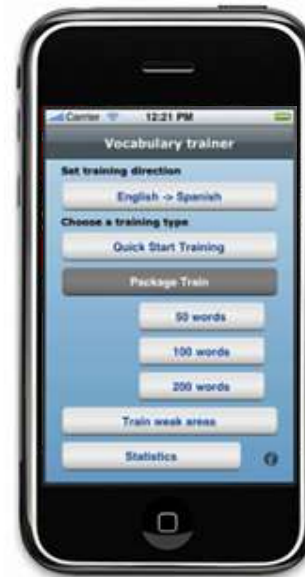 Carrier 12:21 PM
Vocabulary trainer
Set training direction
English -> Spanish
Choose a training type
Quick Start Training
Package Train
50 words
100 words
200 words
Train weak areas
Statistics